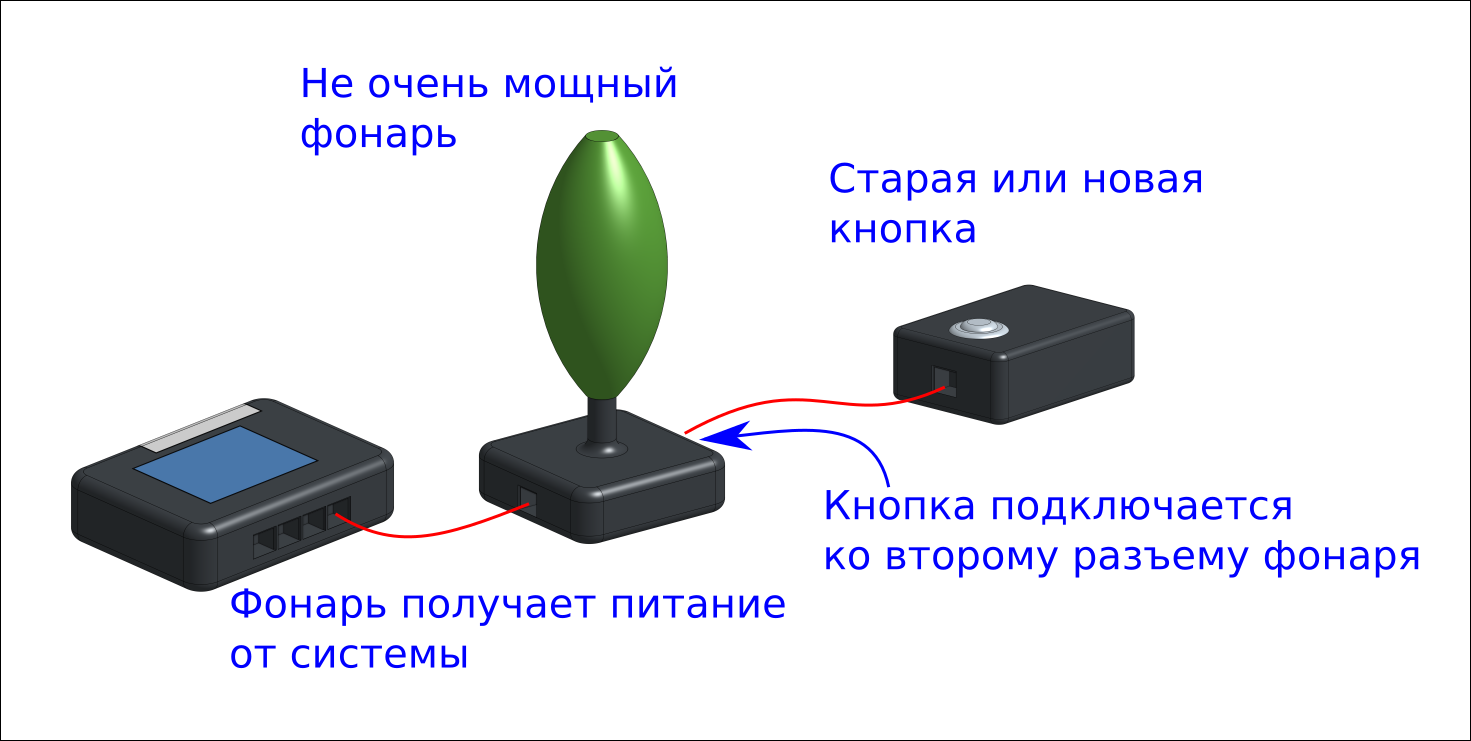 Не очень мощный
фонарь
Старая или новая
кнопка
Кнопка подключается
ко второму разъему фонаря
Фонарь получает питание
от системы